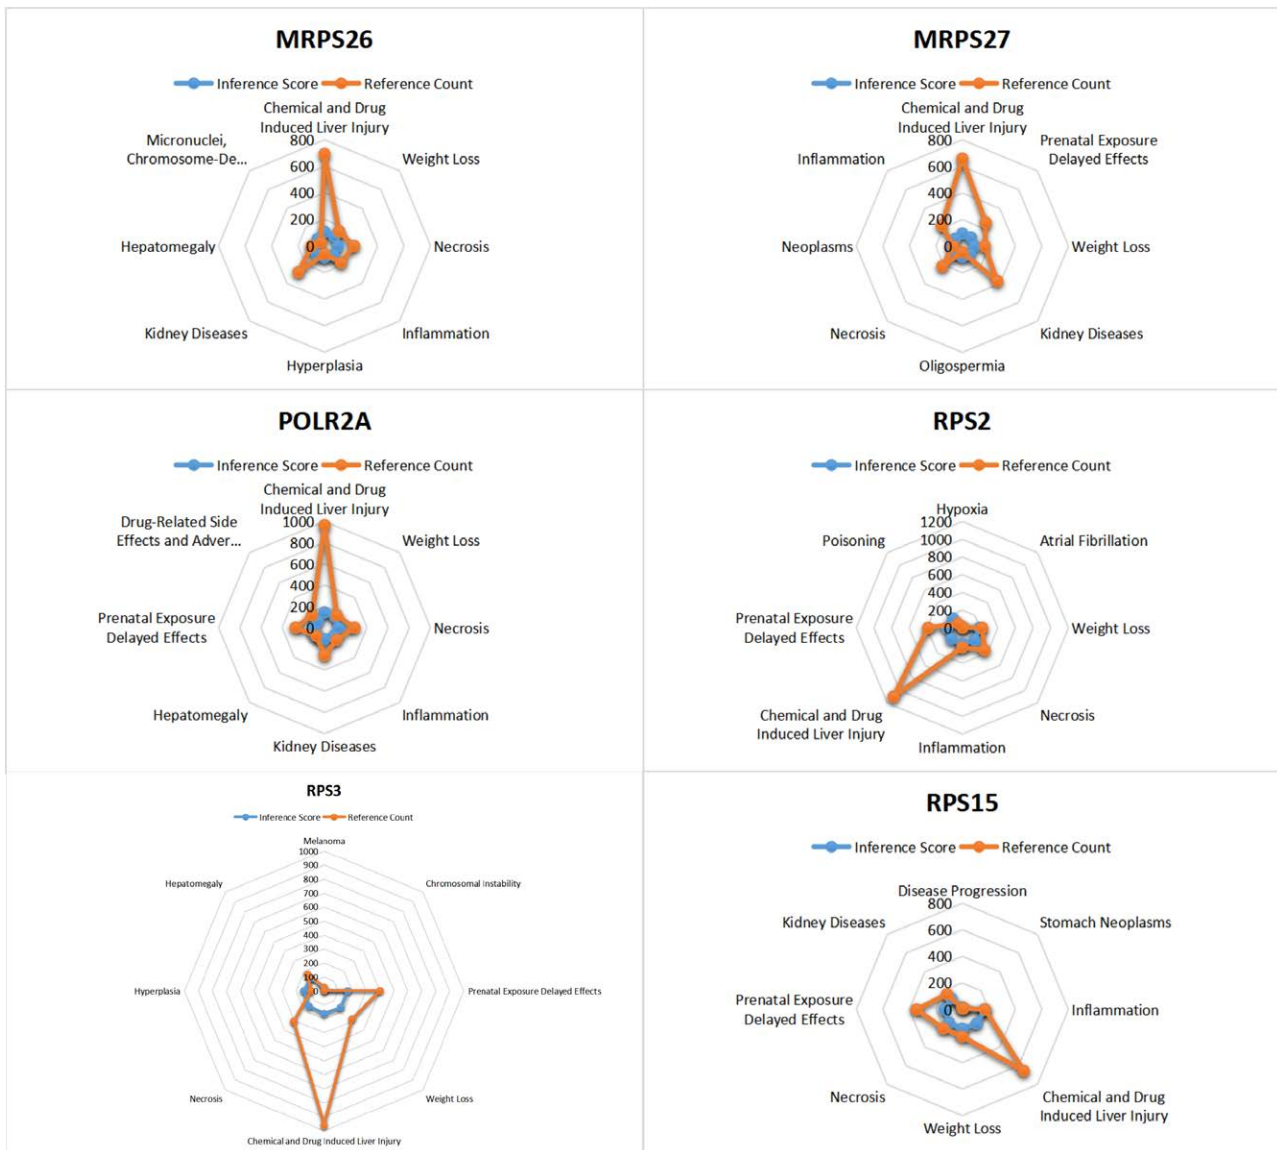 MRPS26
Inference Score Reference Count
Chemical and Drug
Induced Liver Injury
Weight Loss
Necrosis
Inflammation
Hyperplasia
Kidney Diseases
Hepatomegaly
Micronuclei,
Chromosome-De...
800
600
400
200
0
MRPS27
Inference Score Reference Count
Chemical and Drug
Induced Liver Injury
Prenatal Exposure
Delayed Effects
Weight Loss
Kidney Diseases
Oligospermia
Necrosis
Neoplasms
Inflammation
800
600
400
200
0
POLR2A
Inference Score Reference Count
Chemical and Drug
Induced Liver Injury
Weight Loss
Necrosis
Inflammation
Kidney Diseases
Hepatomegaly
Prenatal Exposure
Delayed Effects
Drug-Related Side
Effects and Adver...
1000
800
600
400
200
0
RPS2
Inference Score Reference Count
Hypoxia
Atrial Fibrillation
Weight Loss
Necrosis
Inflammation
Chemical and Drug
Induced Liver Injury
Prenatal Exposure
Delayed Effects
Poisoning
1200
1000
800
600
400
200
0
RPS3
Inference Score Reference Count
Melanoma
Chromosomal Instability
Prenatal Exposure Delayed Effects
Weight Loss
Chemical and Drug Induced Liver Injury
Necrosis
Hyperplasia
Hepatomegaly
1000
900
800
700
600
500
400
300
200
100
0
RPS15
Inference Score Reference Count
Disease Progression
Stomach Neoplasms
Inflammation
Chemical and Drug
Induced Liver Injury
Weight Loss
Necrosis
Prenatal Exposure
Delayed Effects
Kidney Diseases
800
600
400
200
0